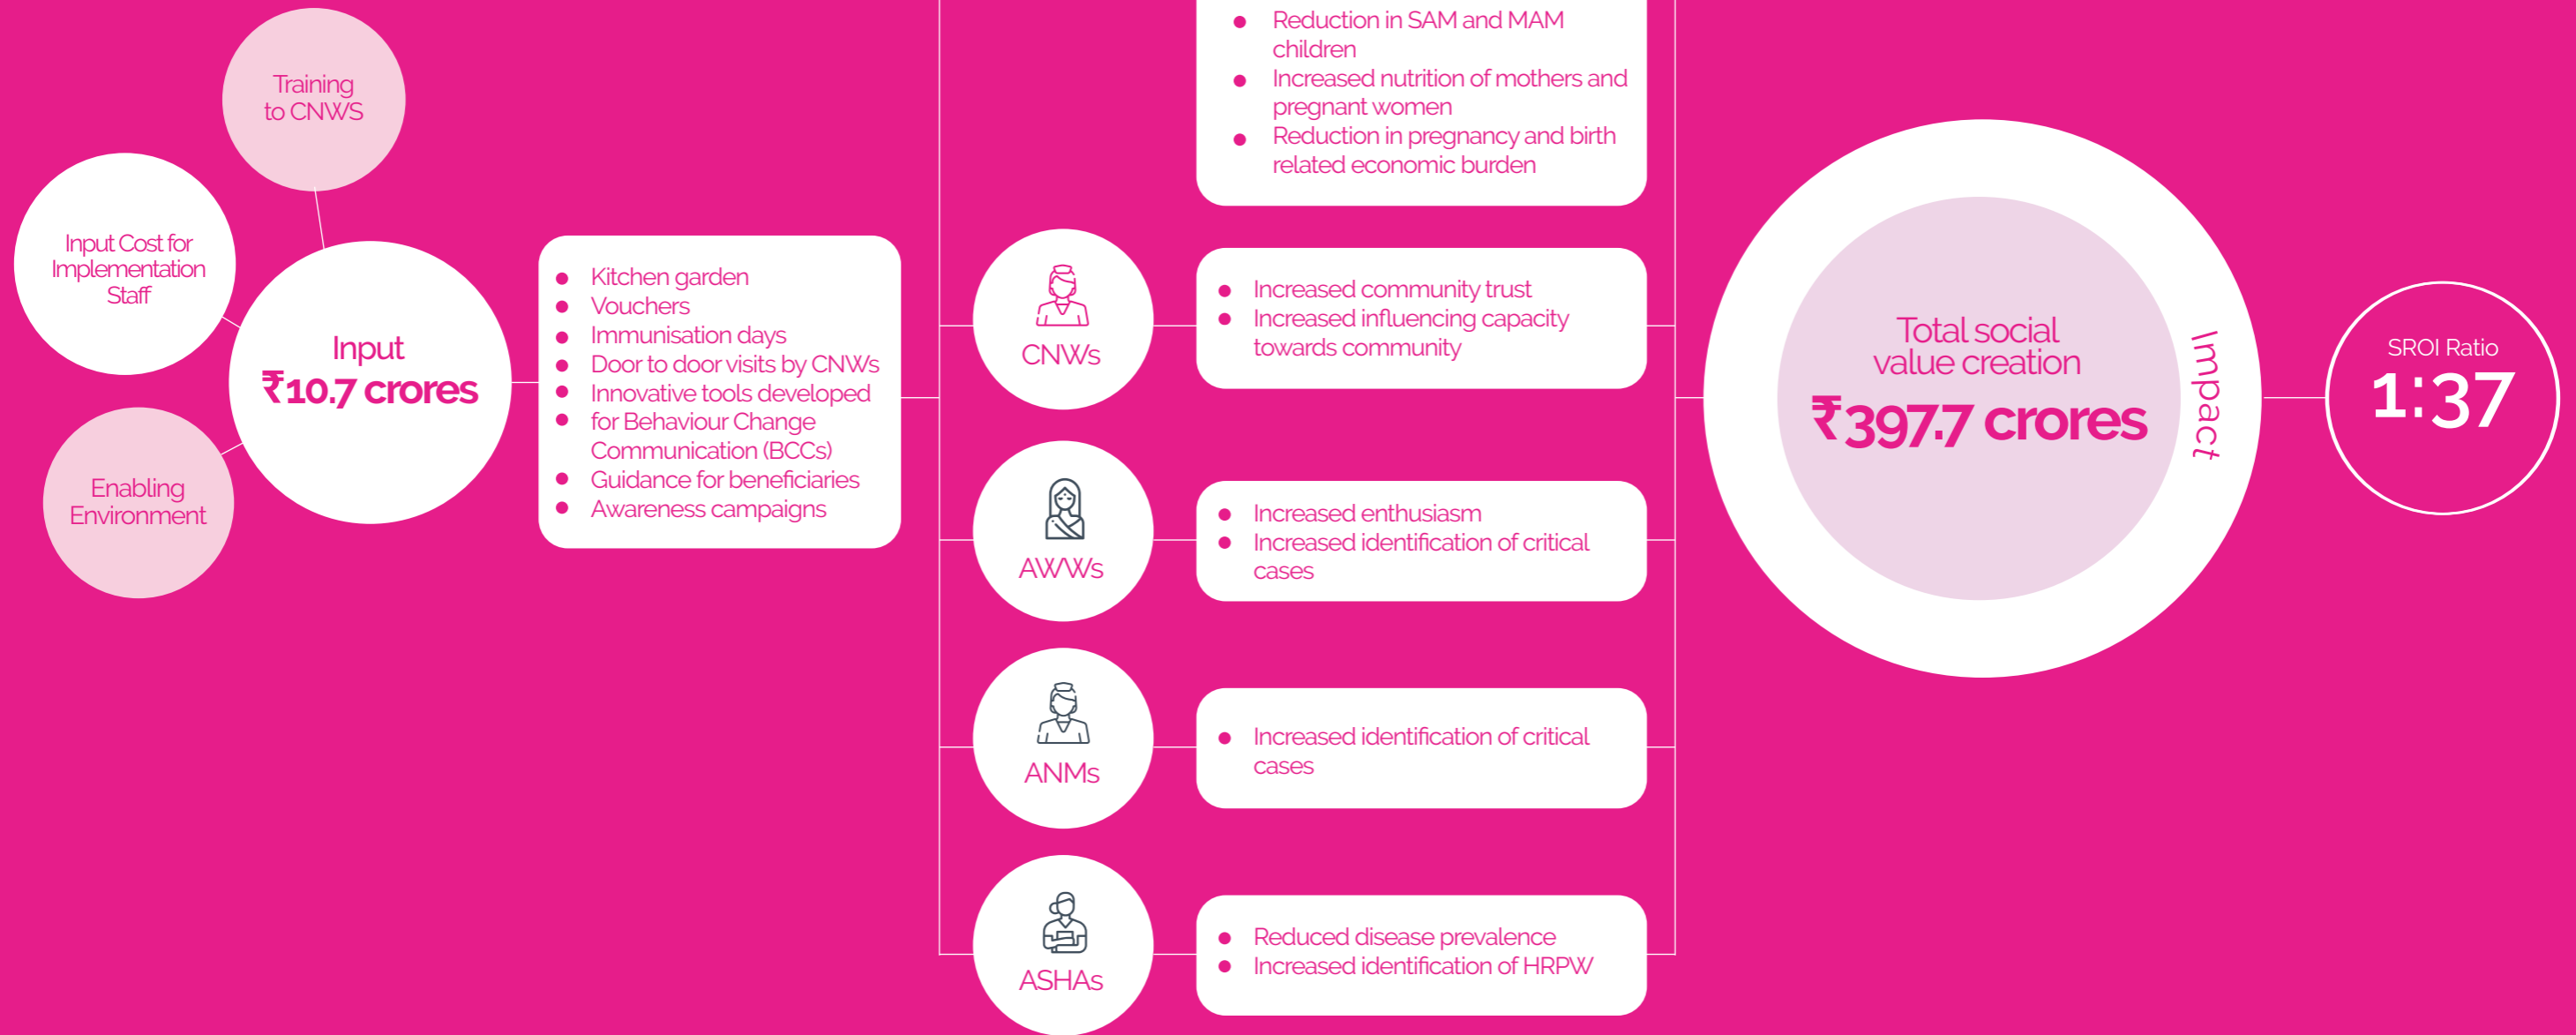 Training
to CNWS
Input Cost for
Implementation
Staff
Enabling
Environment
Input
₹10.7 crores
Kitchen garden
Vouchers
Immunisation days
Door to door visits by CNWs
Innovative tools developed
for Behaviour Change
Communication (BCCs)
Guidance for beneficiaries
Awareness campaigns
Reduction in SAM and MAM
children
Increased nutrition of mothers and
pregnant women
Reduction in pregnancy and birth
related economic burden
CNWs
Increased community trust
Increased influencing capacity
towards community
AWWs
Increased enthusiasm
Increased identification of critical
cases
ANMs
Increased identification of critical
cases
ASHAs
Reduced disease prevalence
Increased identification of HRPW
Total social
value creation
₹397.7 crores
Impact
SROI Ratio
1:37